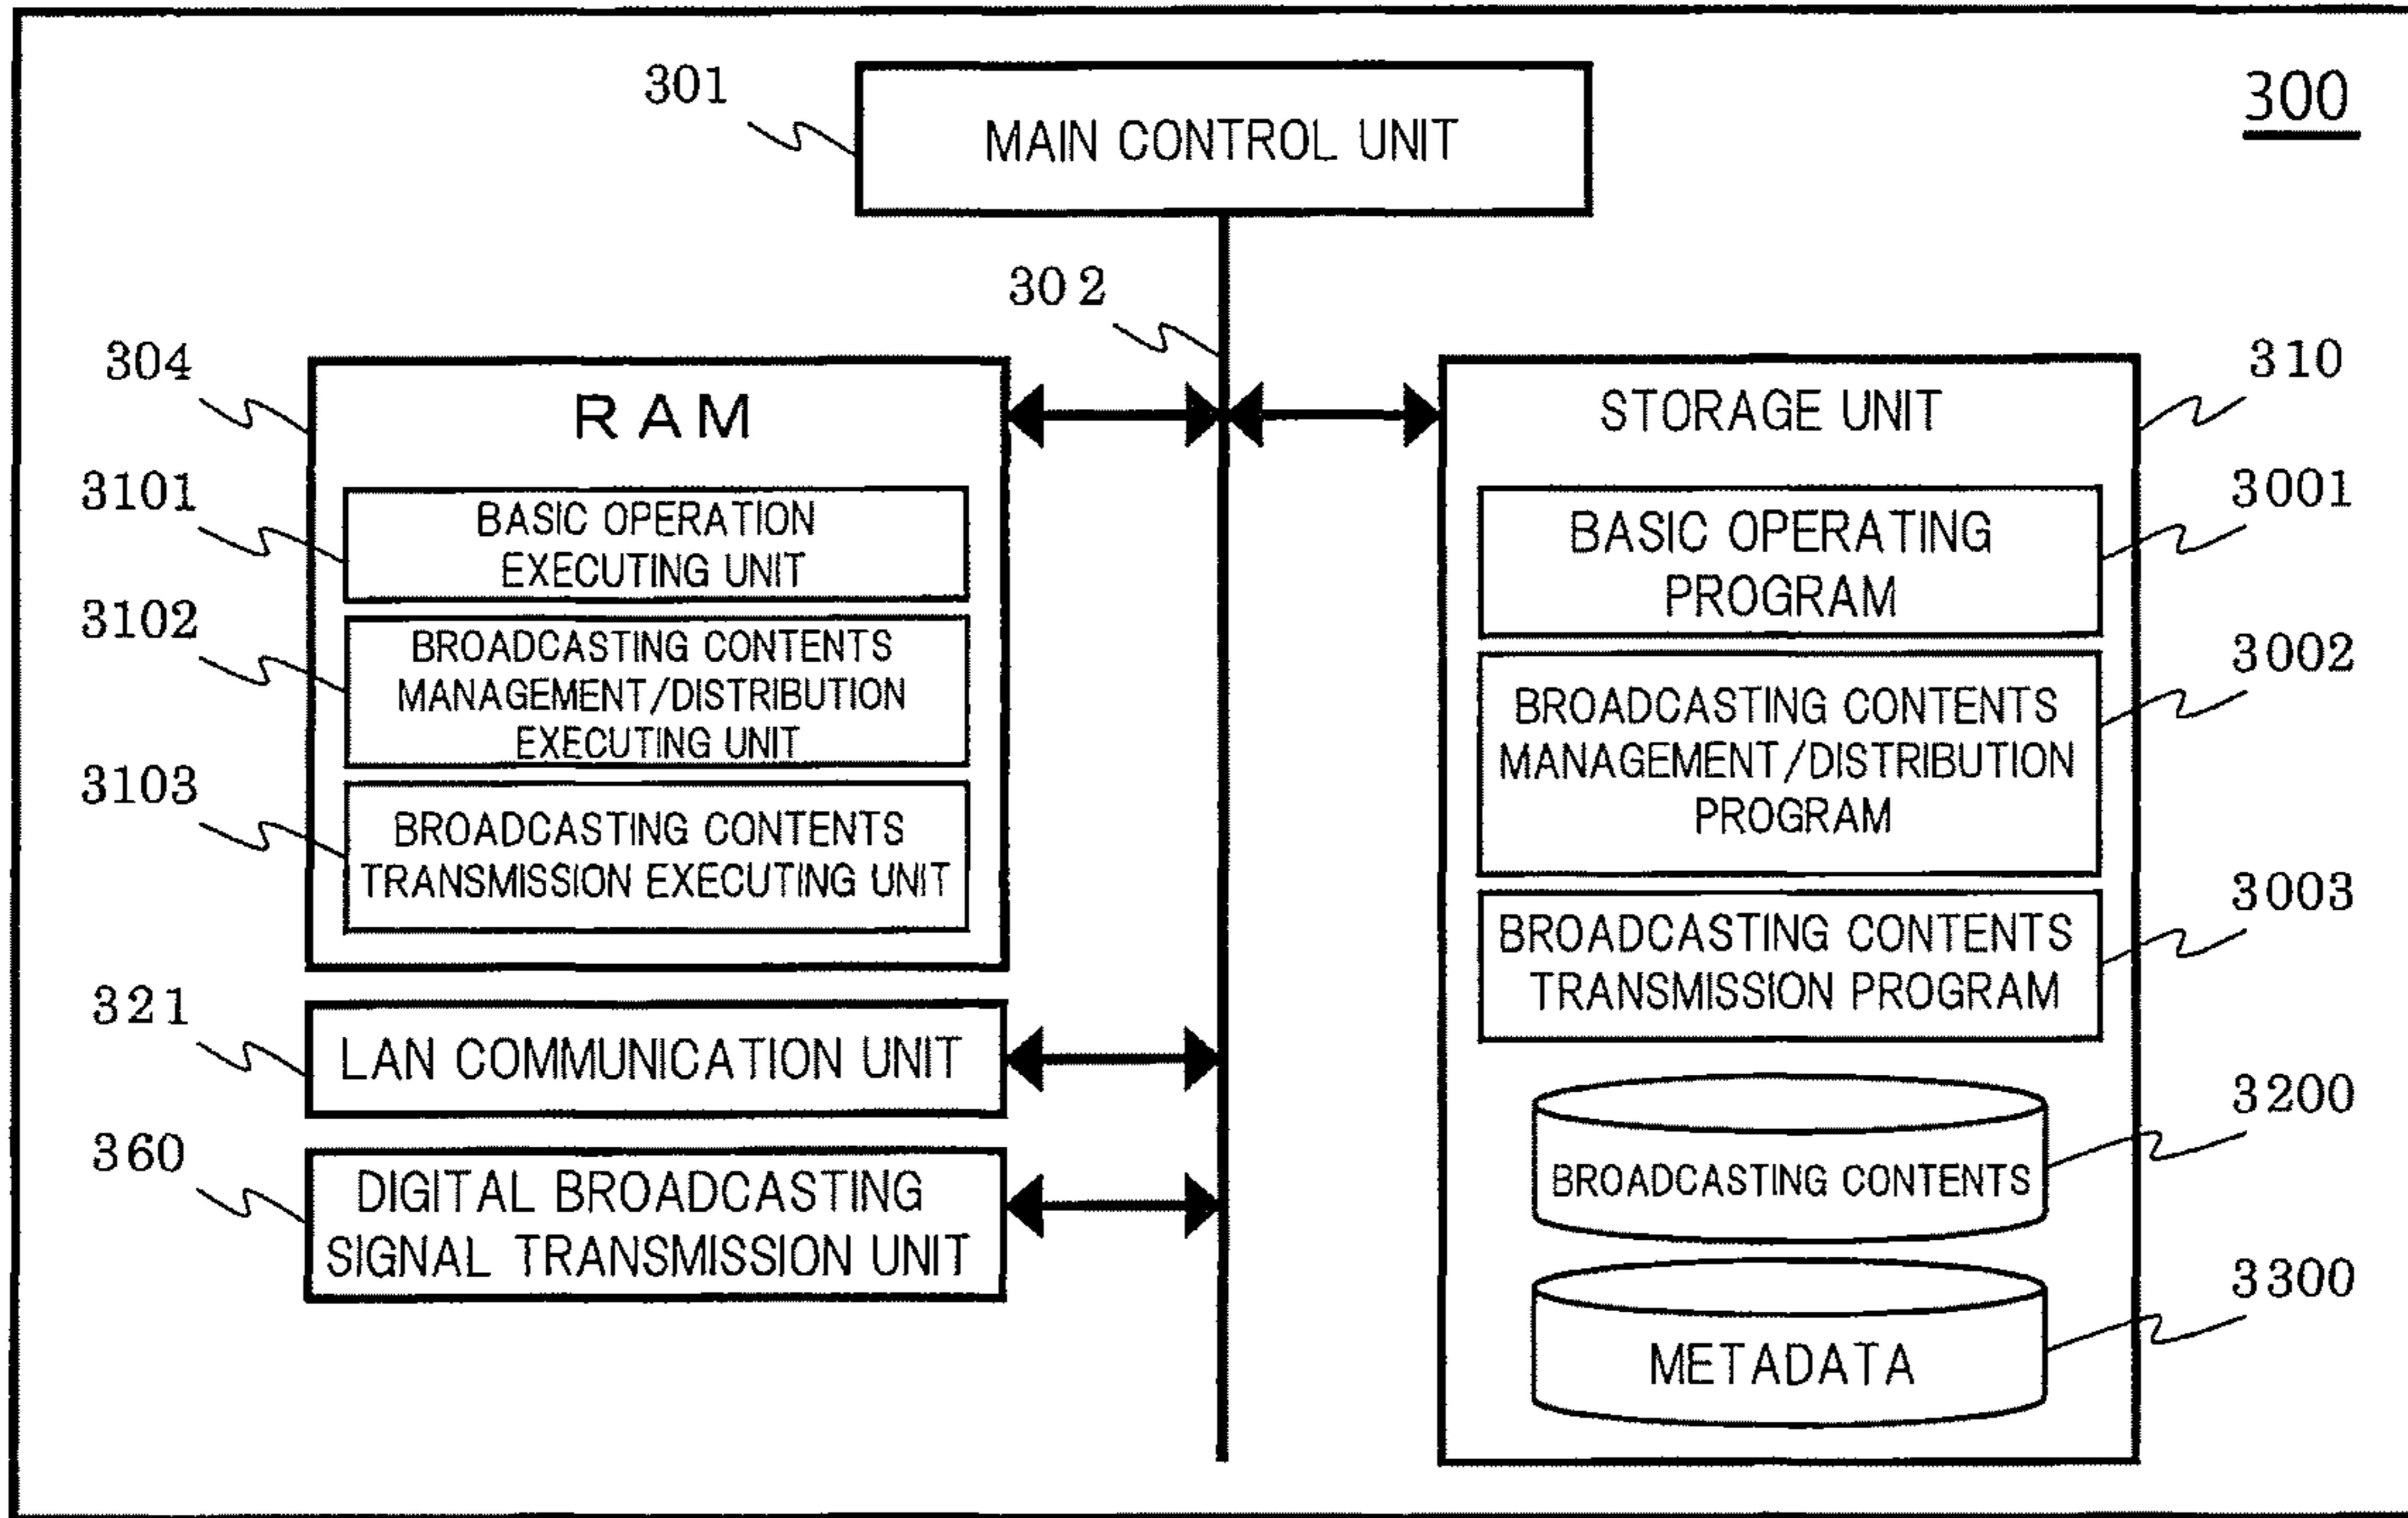 300
301
MAIN CONTROL UNIT
302
304
RAM
3101
BASIC OPERATION
EXECUTING UNIT
3102
BROADCASTING CONTENTS
MANAGEMENT/DISTRIBUTION
EXECUTING UNIT
3103
BROADCASTING CONTENTS
TRANSMISSION EXECUTING UNIT
321
LAN COMMUNICATION UNIT
360
DIGITAL BROADCASTING
SIGNAL TRANSMISSION UNIT
310
STORAGE UNIT
3001
BASIC OPERATING
PROGRAM
3002
BROADCASTING CONTENTS
MANAGEMENT/DISTRIBUTION
PROGRAM
3003
BROADCASTING CONTENTS
TRANSMISSION PROGRAM
3200
BROADCASTING CONTENTS
3300
METADATA